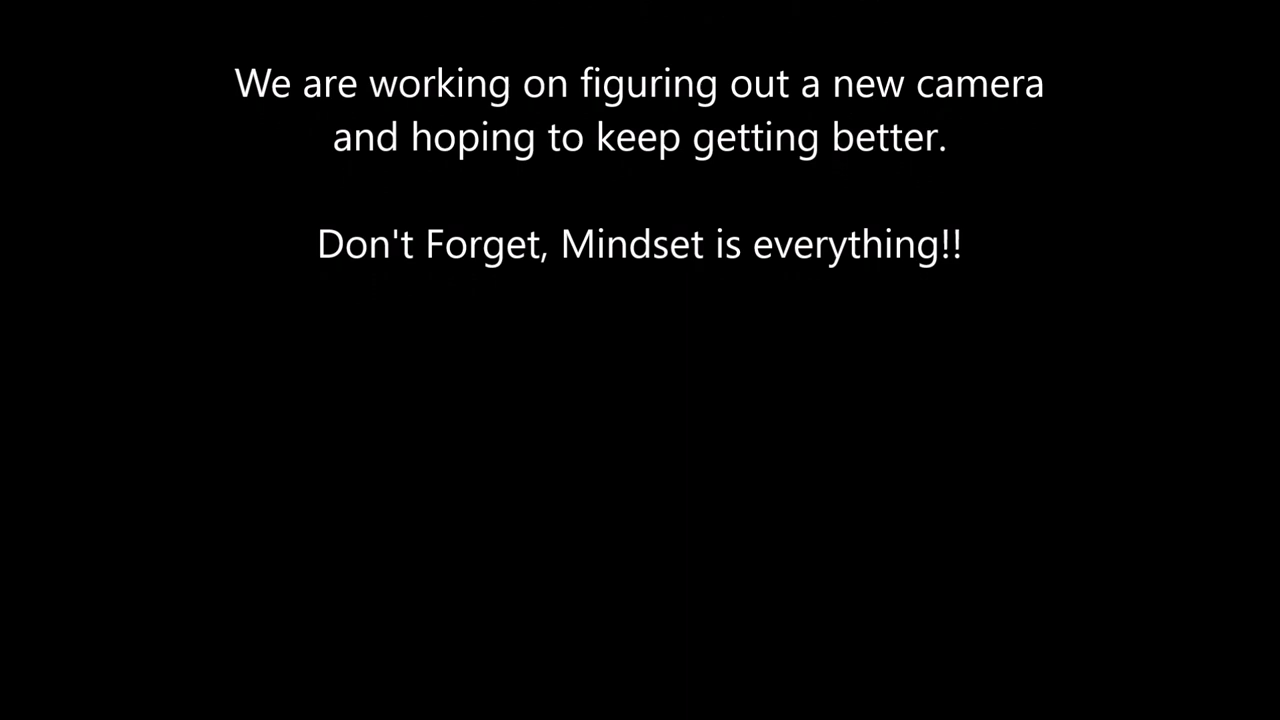 We are working on figuring out a new camera
and hoping to keep getting better.
Don't Forget, Mindset is everything!!